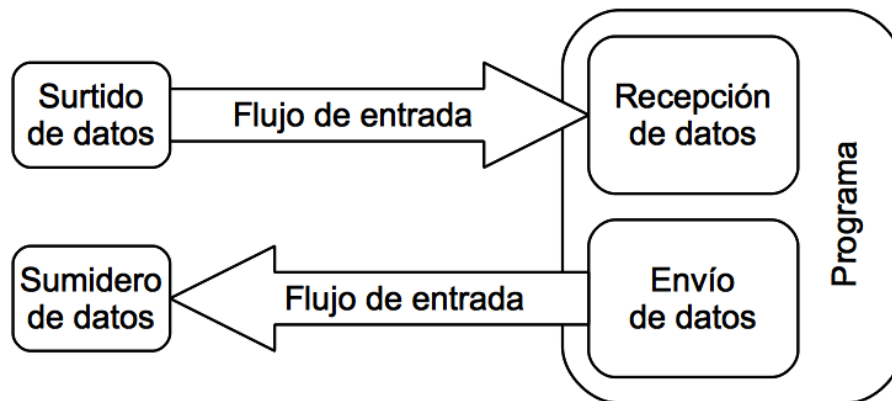 Surtido
de datos
Flujo de entrada
Recepción
de datos
Programa
Sumidero
de datos
Flujo de entrada
Envío
de datos